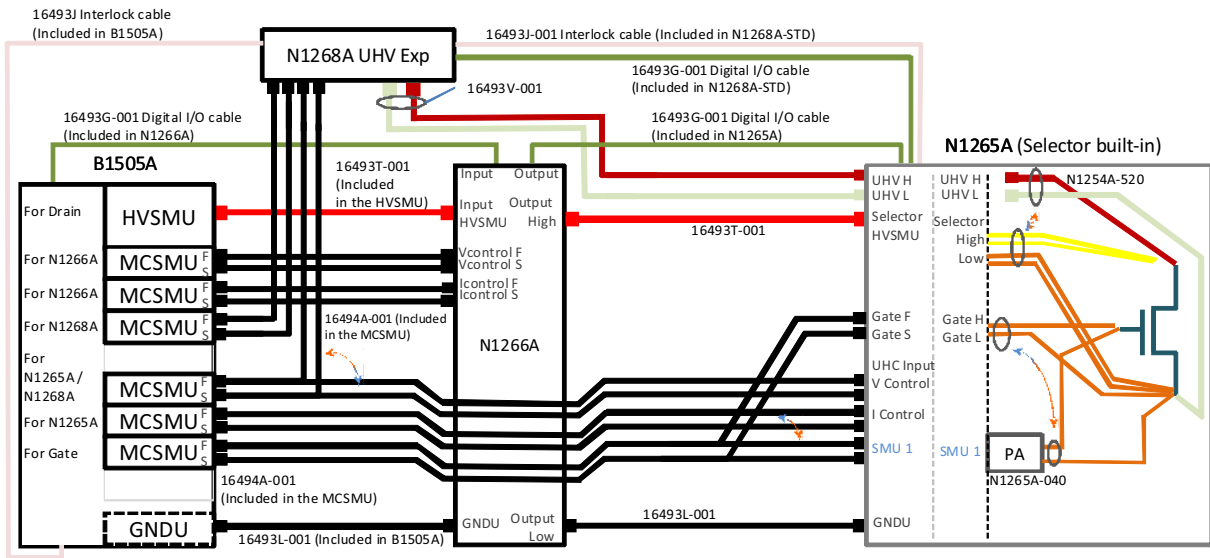 16493J Interlock cable
(Included in B1505A)
N1268A UHV Exp
16493J-001 Interlock cable (Included in N1268A-STD)
16493G-001 Digital I/O cable
(Included in N1268A-STD)
16493V-001
16493G-001 Digital I/O cable
(Included in N1266A)
16493G-001 Digital I/O cable
(Included in N1265A)
B1505A
N1265A (Selector built-in)
16493T-001
(Included
in the HVSMU)
For Drain
HVSMU
For N1266A
MCSMU F
S
For N1266A
MCSMU F
S
For N1268A
MCSMU F
S
For
N1265A /
N1268A
MCSMU F
S
For N1265A
MCSMU F
S
For Gate
MCSMU F
S
GNDU
16494A-001 (Included
in the MCSMU)
16494A-001
(Included in the MCSMU)
16493L-001 (Included in B1505A)
Input
Output
Input
HVSMU
Output
High
Vcontrol F
Vcontrol S
Icontrol F
Icontrol S
N1266A
GNDU
Output
Low
16493T-001
16493L-001
UHV H
UHV L
Selector
HVSMU
Gate F
Gate S
UHC Input
V Control
I Control
SMU 1
GNDU
UHV H
UHV L
Selector
High
Low
Gate H
Gate L
SMU 1
N1254A-520
PA
N1265A-040